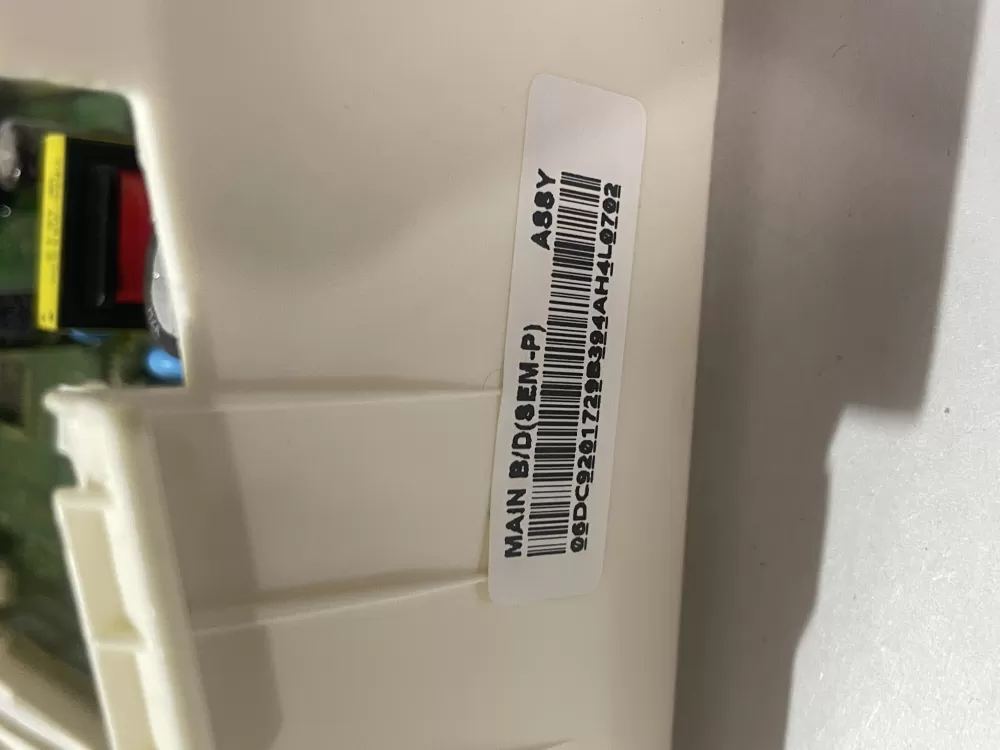 MAIN B/D(SEM-P) ASSY
06DC9201729B394AH4L0702